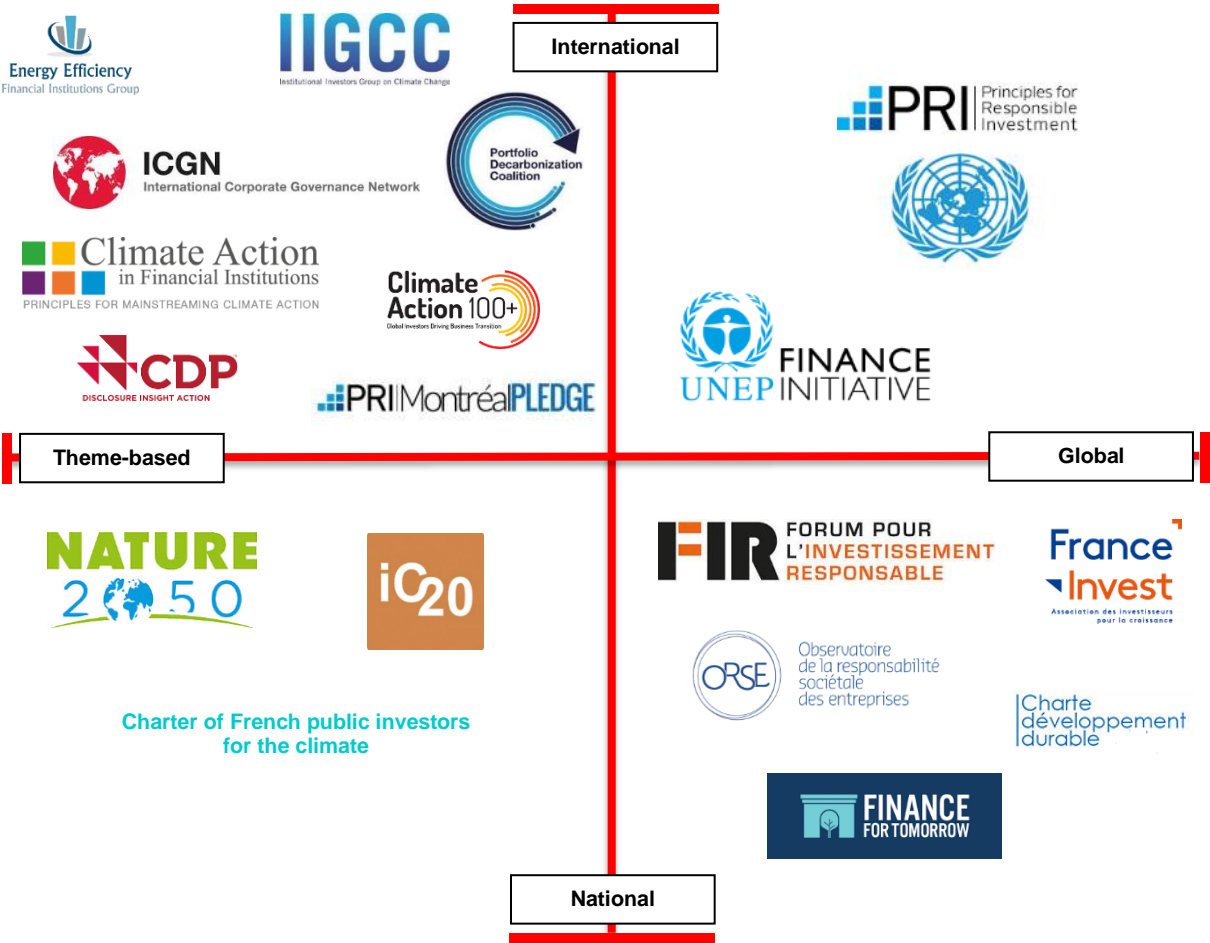 International
Energy Efficiency
Financial Institutions Group
IIGCC
Institutional Investors Group on Climate Change
PRI
Principles for
Responsible
Investment
Portfolio
Decarbonization
Coalition
ICGN
International Corporate Governance Network
Climate Action
in Financial Institutions
PRINCIPLES FOR MAINSTREAMING CLIMATE ACTION
Climate
Action 100+
Global Investors Driving Business Transition
CDP
DISCLOSURE INSIGHT ACTION
PRI MontréalPLEDGE
FINANCE
UNEP INITIATIVE
Theme-based
Global
NATURE
2050
iC20
FIR
FORUM POUR
L'INVESTISSEMENT
RESPONSABLE
France
Invest
Association des investisseurs
pour la croissance
ORSE
Observatoire
de la responsabilité
sociétale
des entreprises
Charter of French public investors
for the climate
Charte
développement
durable
FINANCE
FOR TOMORROW
National